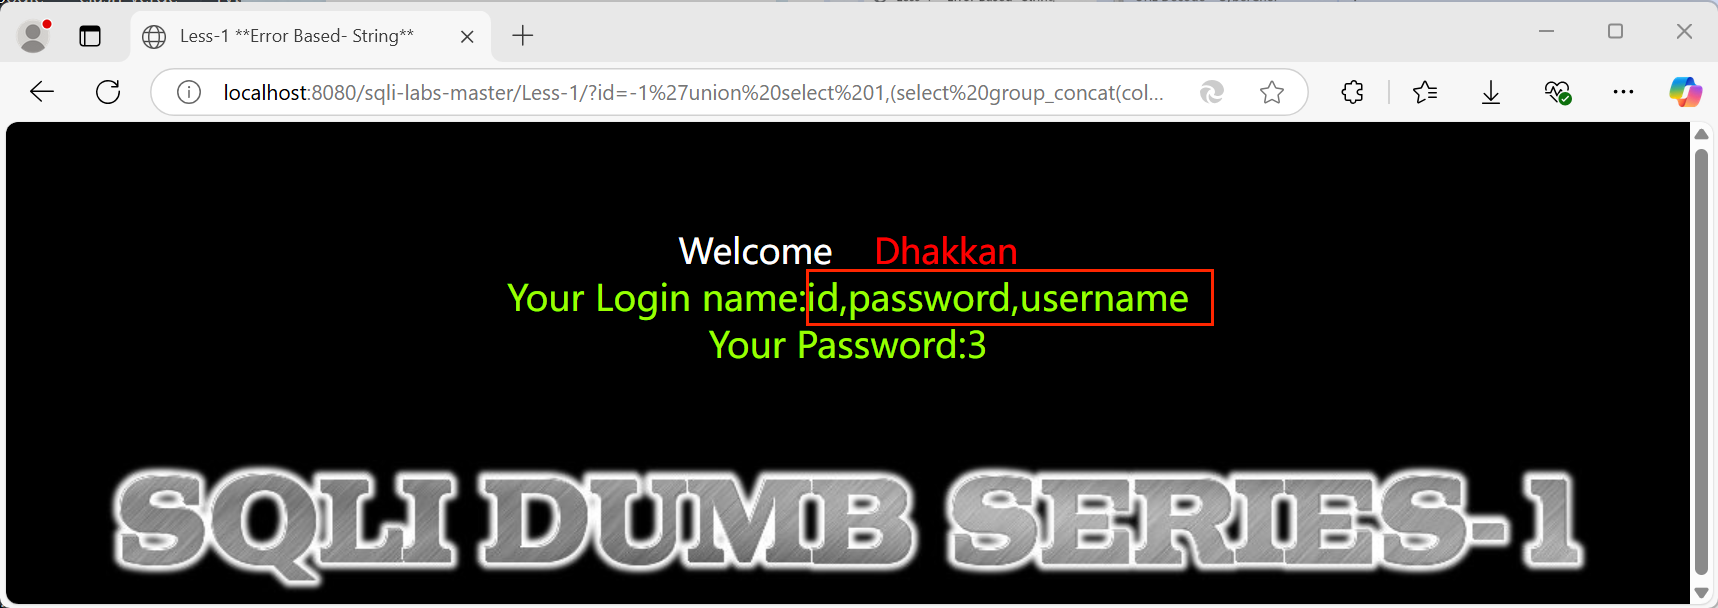 Less-1 **Error Based- String**
localhost:8080/sqli-labs-master/Less-1/?id=-1%27union%20select%201,(select%20group_concat(col...
Welcome Dhakkan
Your Login name:id,password,username
Your Password:3
SQLI DUMB SERIES-1